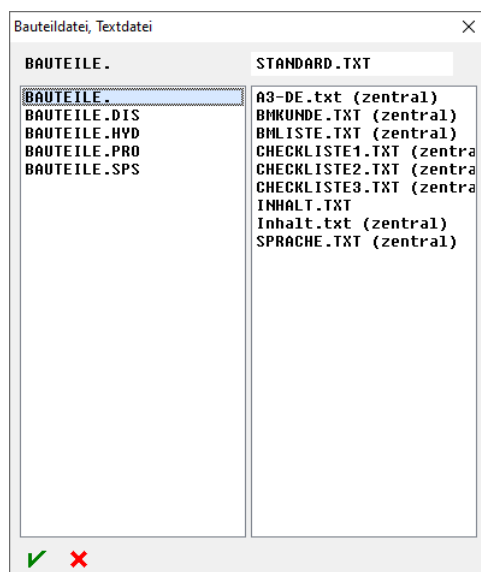 Bauteildatei, Textdatei
BAUTEILE.
STANDARD.TXT
BAUTEILE.
BAUTEILE.DIS
BAUTEILE.HYD
BAUTEILE.PRO
BAUTEILE.SPS
A3-DE.txt (zentral)
BMKUNDE.TXT (zentral)
BMLISTE.TXT (zentral)
CHECKLISTE1.TXT (zentra
CHECKLISTE2.TXT (zentra
CHECKLISTE3.TXT (zentra
INHALT.TXT
Inhalt.txt (zentral)
SPRACHE.TXT (zentral)